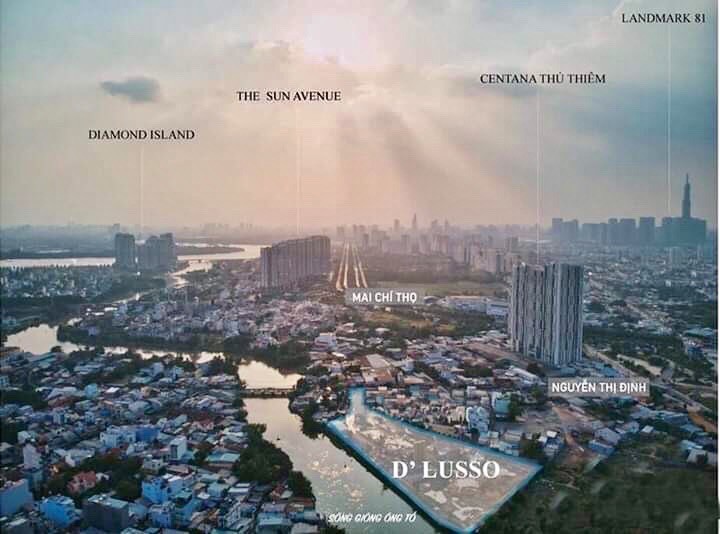 LANDMARK 81
CENTANA THỦ THIÊM
THE SUN AVENUE
DIAMOND ISLAND
MAI CHÍ THỌ
NGUYỄN THỊ ĐỊNH
D' LUSSO
SÔNG GIỒNG ÔNG TỐ